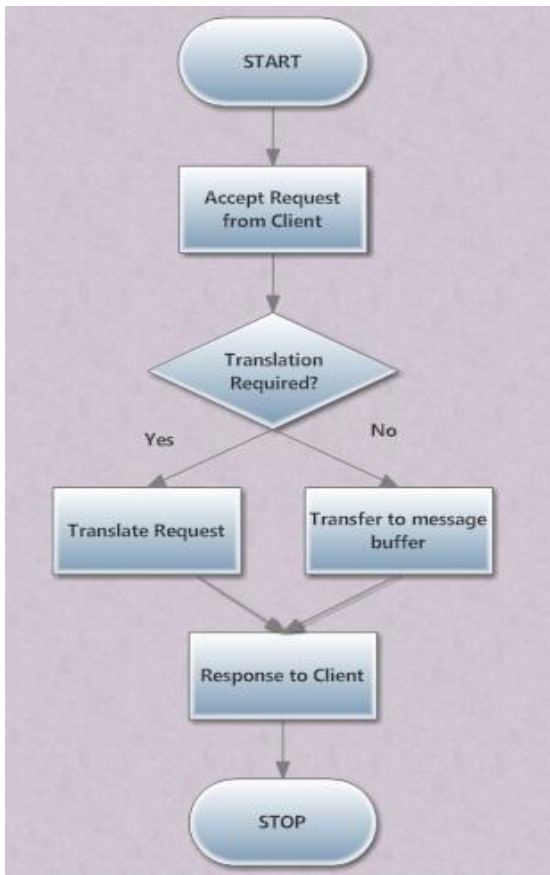 START
Accept Request
from Client
Translation
Required?
Yes
No
Translate Request
Transfer to message
buffer
Response to Client
STOP